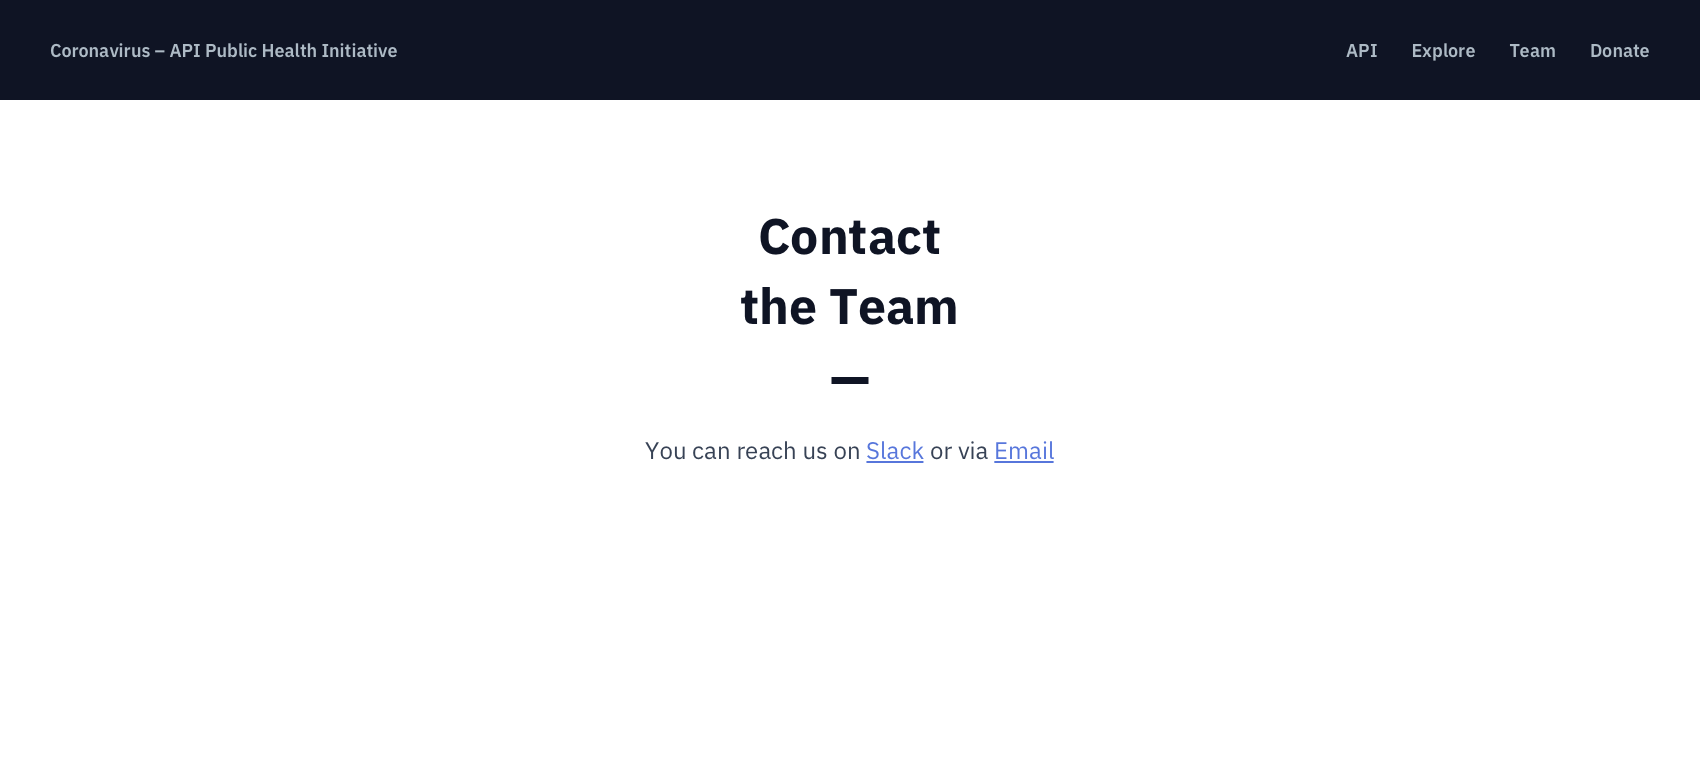 Coronavirus – API Public Health Initiative API Explore Team Donate
Contact
the Team
—
You can reach us on Slack or via Email